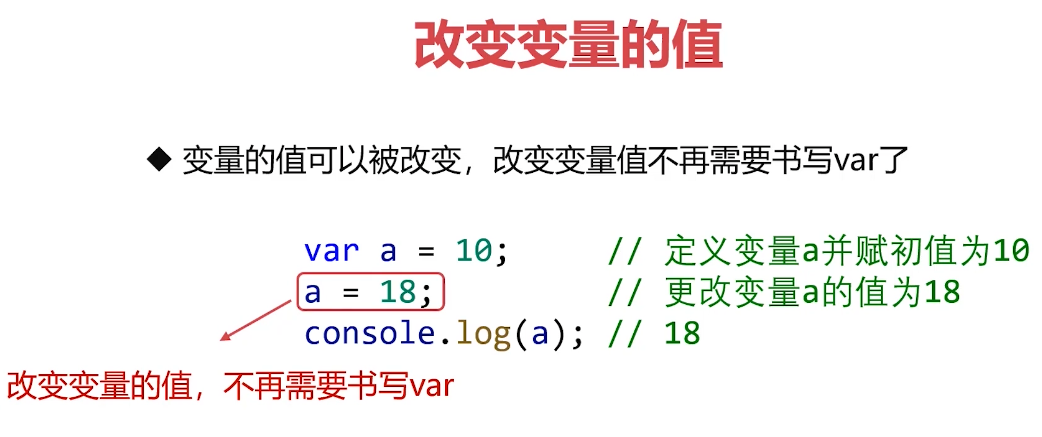 改变变量的值
◆ 变量的值可以被改变，改变变量值不再需要书写var了
var a = 10; // 定义变量a并赋初值为10
a = 18; // 更改变量a的值为18
console.log(a); // 18
改变变量的值，不再需要书写var